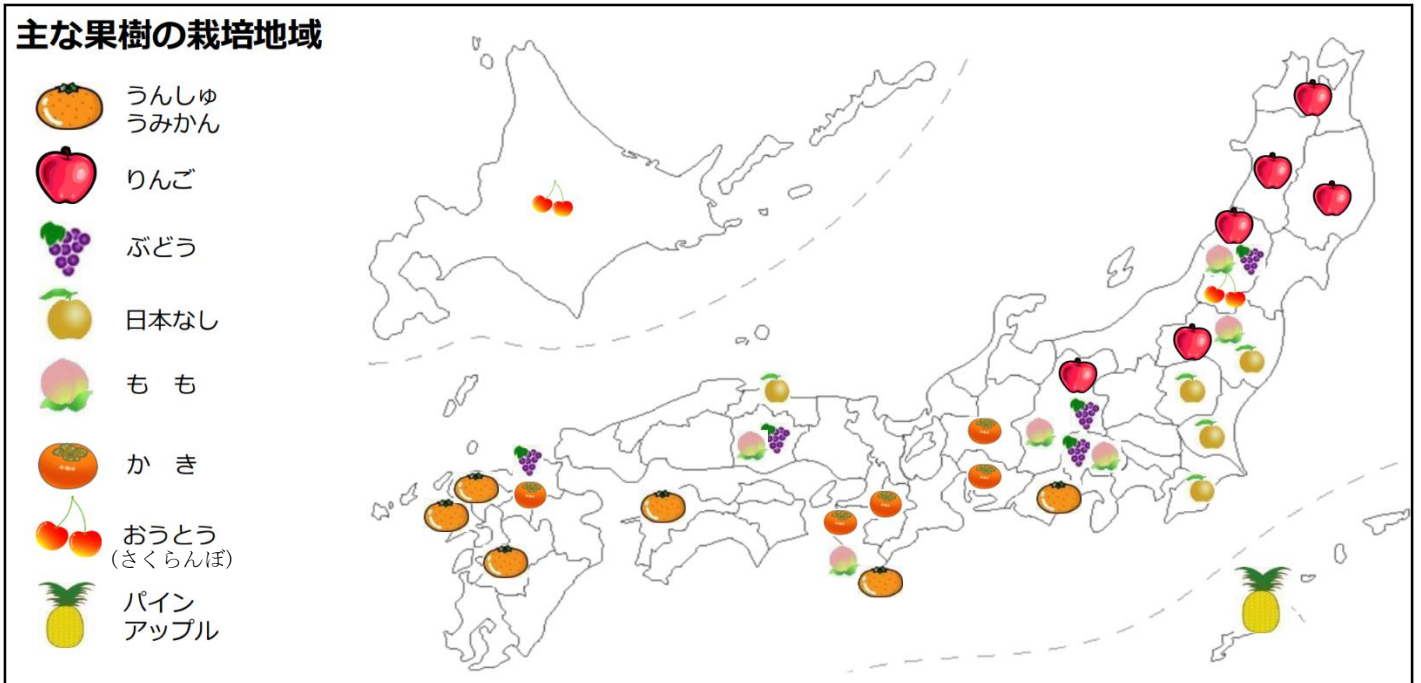 主な果樹の栽培地域
うんしゅ
うみかん
りんご
ぶどう
日本なし
も も
か き
おうとう
(さくらんぼ)
パイン
アップル